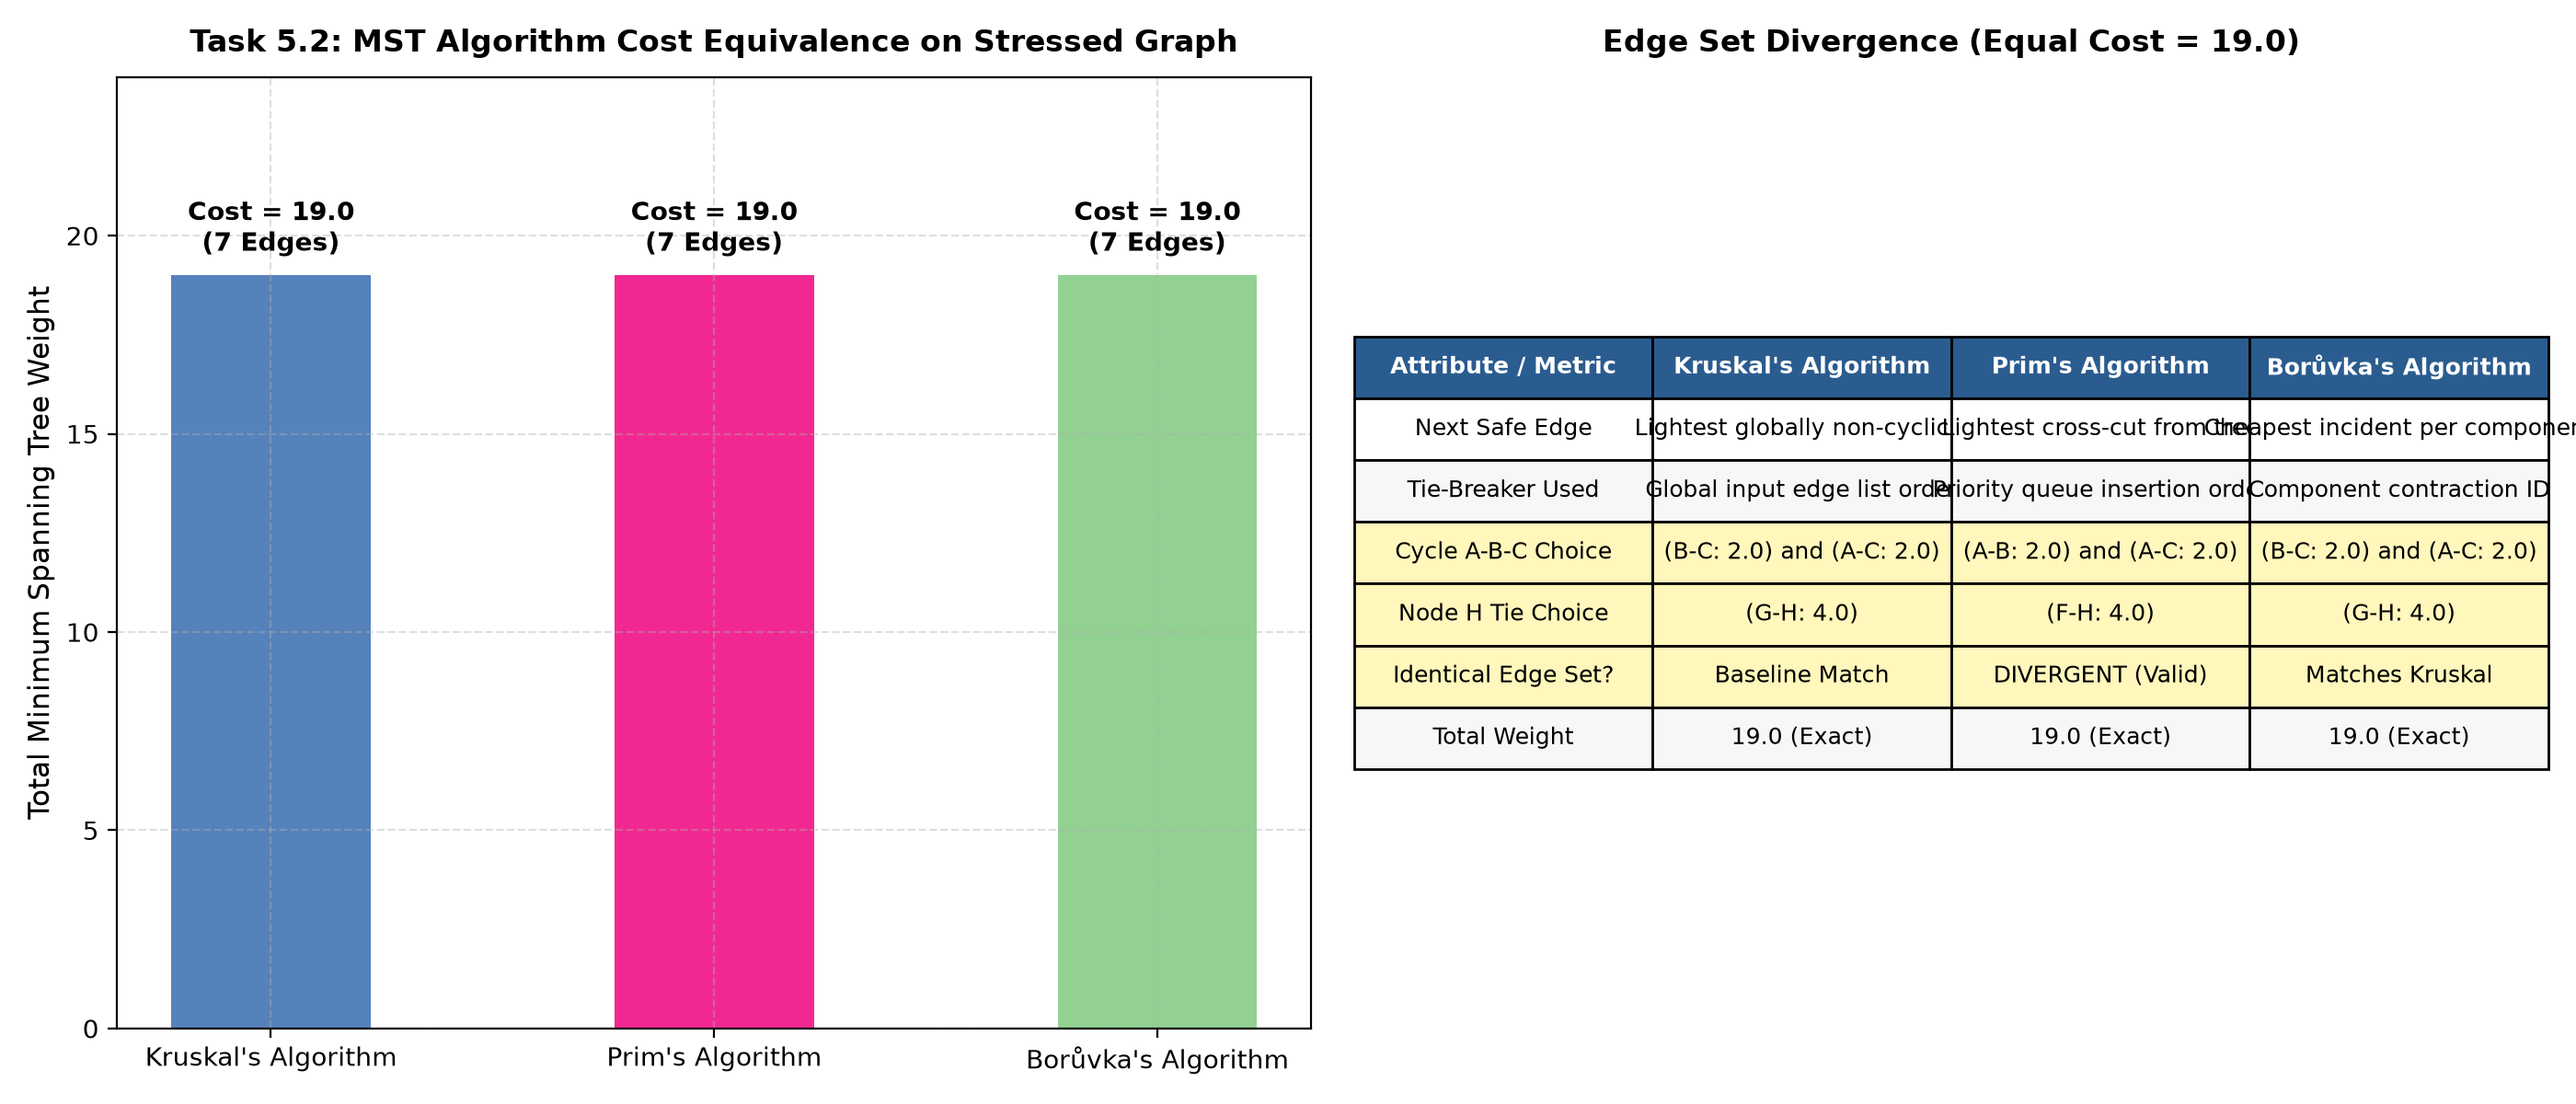 Task 5.2: MST Algorithm Cost Equivalence on Stressed Graph
Total Minimum Spanning Tree Weight
20
15
10
5
0
Cost = 19.0
(7 Edges)
Cost = 19.0
(7 Edges)
Cost = 19.0
(7 Edges)
Kruskal's Algorithm
Prim's Algorithm
Borůvka's Algorithm
Edge Set Divergence (Equal Cost = 19.0)
Attribute / Metric Kruskal's Algorithm Prim's Algorithm Borůvka's Algorithm
Next Safe Edge Lightest globally non-cyclic Lightest cross-cut from incident per
Tie-Breaker Used Global input edge list queue insertion Component contraction ID
Cycle A-B-C Choice (B-C: 2.0) and (A-C: 2.0) (A-B: 2.0) and (A-C: 2.0) (B-C: 2.0) and (A-C: 2.0)
Node H Tie Choice (G-H: 4.0) (F-H: 4.0) (G-H: 4.0)
Identical Edge Set? Baseline Match DIVERGENT (Valid) Matches Kruskal
Total Weight 19.0 (Exact) 19.0 (Exact) 19.0 (Exact)